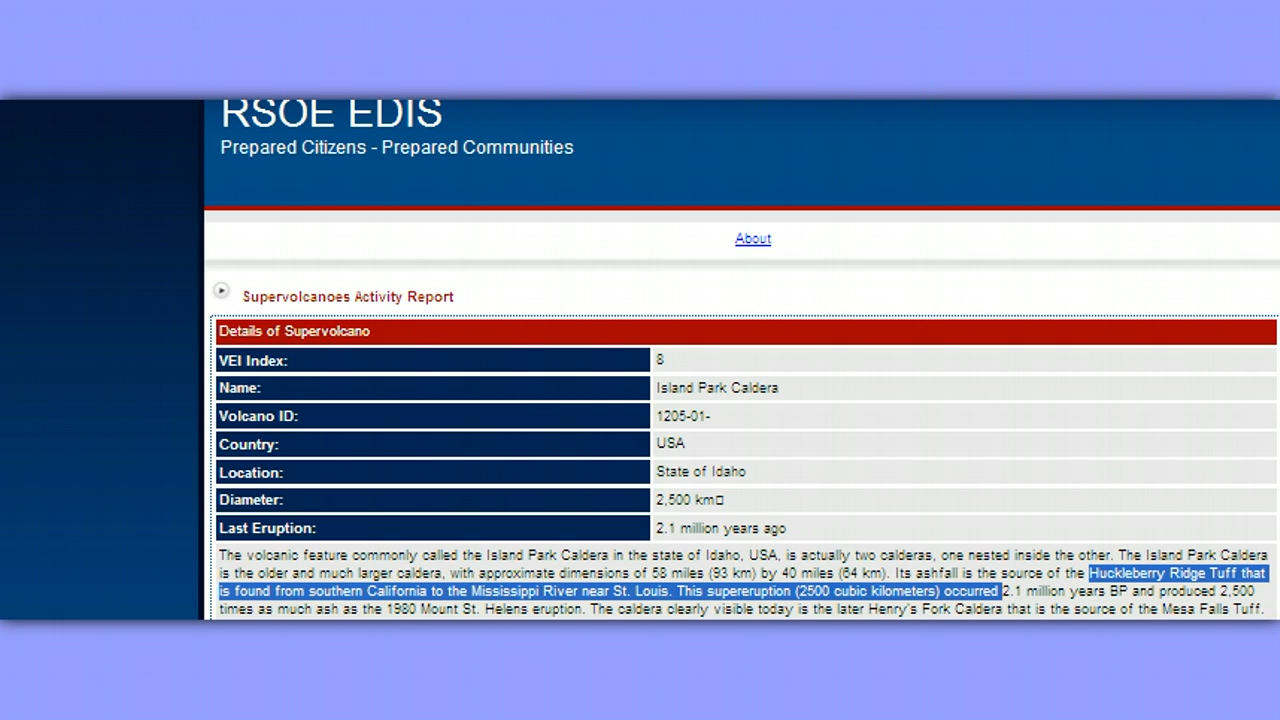 RSOE EDIS
Prepared Citizens - Prepared Communities
About
Supervolcanoes Activity Report
Details of Supervolcano
VEI Index: 8
Name: Island Park Caldera
Volcano ID: 1205-01-
Country: USA
Location: State of Idaho
Diameter: 2,500 km□
Last Eruption: 2.1 million years ago
The volcanic feature commonly called the Island Park Caldera in the state of Idaho, USA, is actually two calderas, one nested inside the other. The Island Park Caldera
is the older and much larger caldera, with approximate dimensions of 58 miles (93 km) by 40 miles (64 km). Its ashfall is the source of the Huckleberry Ridge Tuff that
is found from southern California to the Mississippi River near St. Louis. This supereruption (2500 cubic kilometers) occurred 2.1 million years BP and produced 2,500
times as much ash as the 1980 Mount St. Helens eruption. The caldera clearly visible today is the later Henry's Fork Caldera that is the source of the Mesa Falls Tuff.